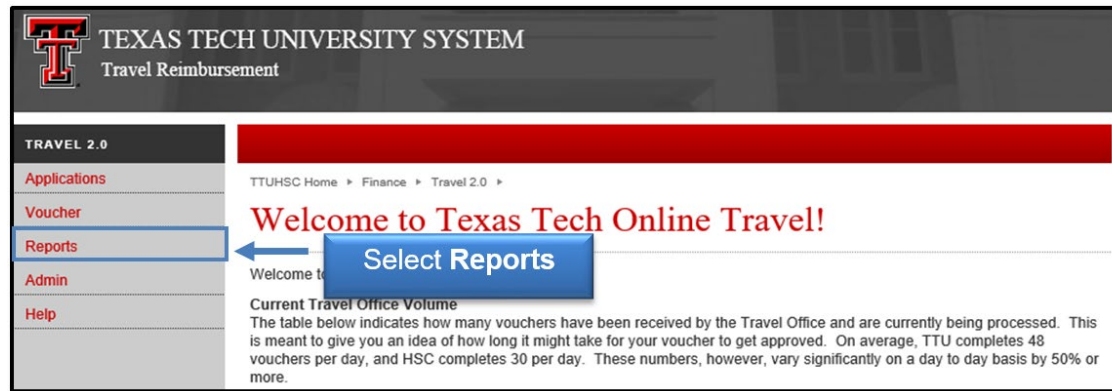 TEXAS TECH UNIVERSITY SYSTEM
Travel Reimbursement
TRAVEL 2.0
Applications
Voucher
Reports
Admin
Help
TTUHSC Home ▶ Finance ▶ Travel 2.0 ▶
Welcome to Texas Tech Online Travel!
Select Reports
Welcome
Current Travel Office Volume
The table below indicates how many vouchers have been received by the Travel Office and are currently being processed. This
is meant to give you an idea of how long it might take for your voucher to get approved. On average, TTU completes 48
vouchers per day, and HSC completes 30 per day. These numbers, however, vary significantly on a day to day basis by 50% or
more.